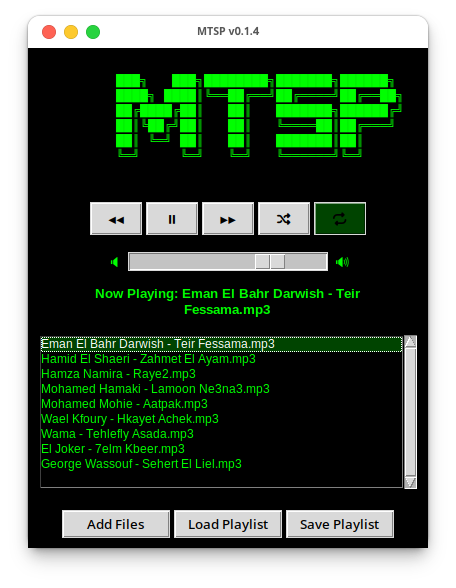 MTSP v0.1.4
MTSP
Now Playing: Eman El Bahr Darwish - Teir
Fessama.mp3
Eman El Bahr Darwish - Teir Fessama.mp3
Hamid El Shaeri - Zahmet El Ayam.mp3
Hamza Namira - Raye2.mp3
Mohamed Hamaki - Lamoon Ne3na3.mp3
Mohamed Mohie - Aatpak.mp3
Wael Kfoury - Hkayet Achek.mp3
Wama - Tehlefly Asada.mp3
El Joker - 7elm Kbeer.mp3
George Wassouf - Sehert El Liel.mp3
Add Files Load Playlist Save Playlist